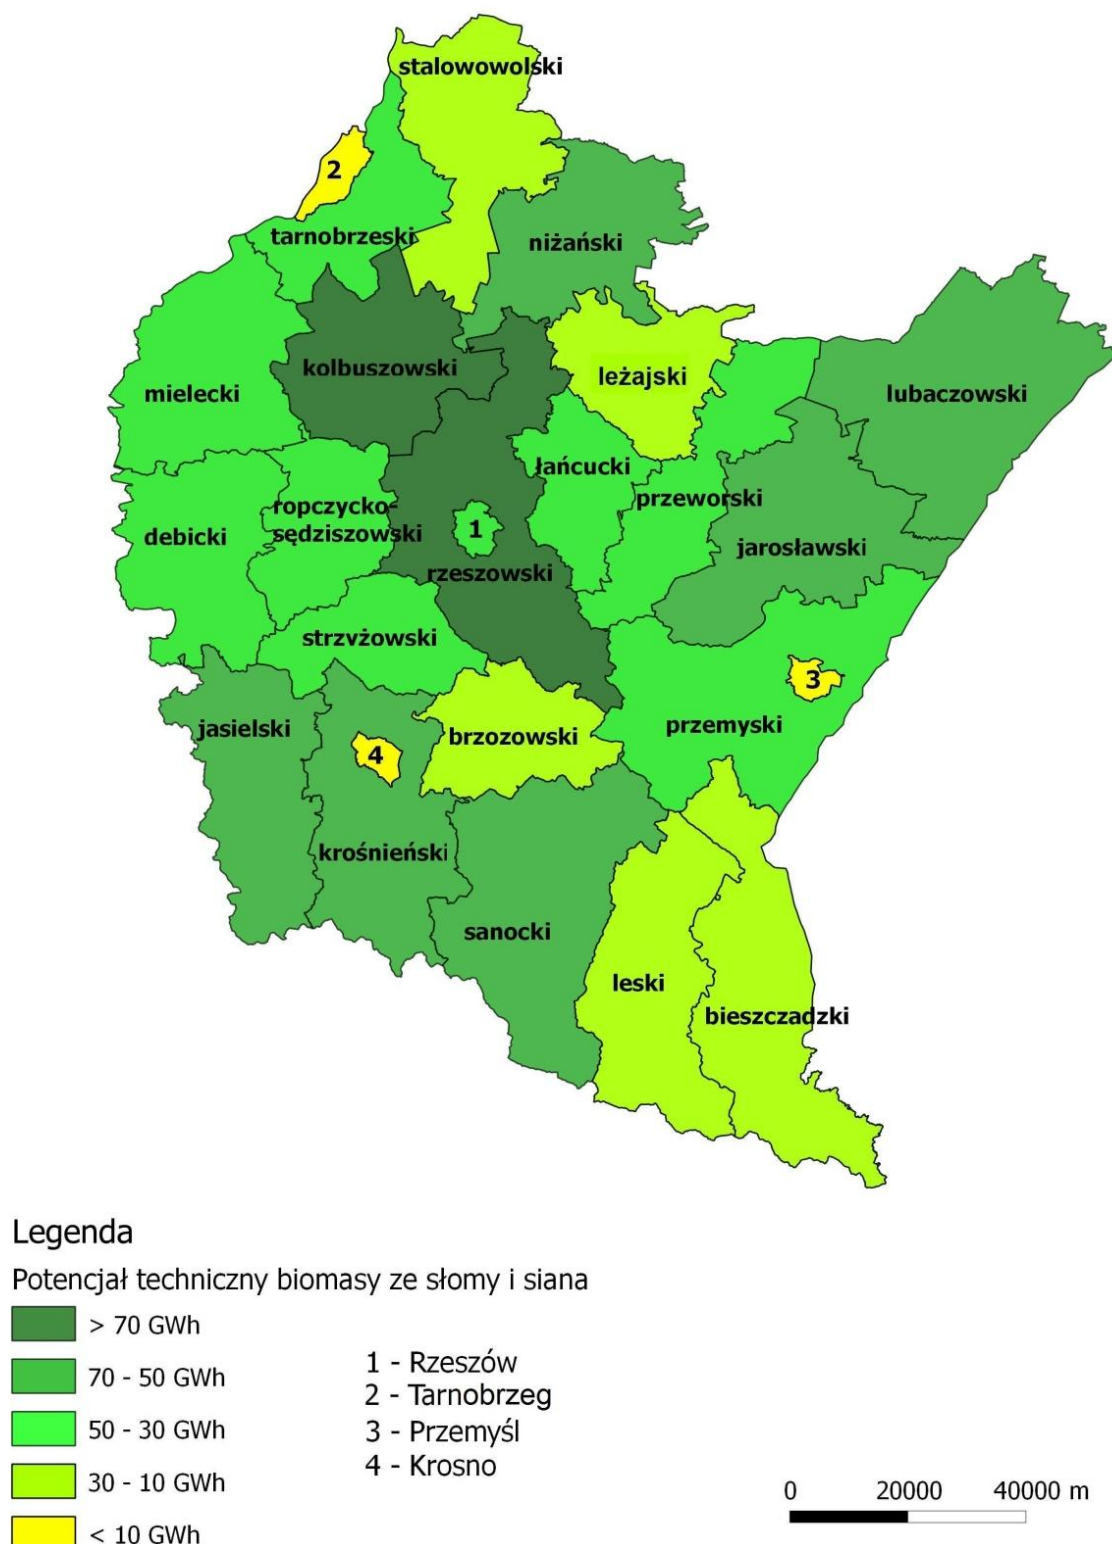 stalowowolski
2
tarnobrzeski
niżański
kolbuszowski
leżajski
mielecki
lubaczowski
łańcucki
przeworski
ropczycko-
sędziszowski
debicki
1
jarosławski
rzeszowski
strzyżowski
3
przemyski
jasielski
brzozowski
4
krośnieński
sanocki
leski
bieszczadzki
Legenda
Potencjał techniczny biomasy ze słomy i siana
> 70 GWh
70 - 50 GWh
50 - 30 GWh
30 - 10 GWh
< 10 GWh
1 - Rzeszów
2 - Tarnobrzeg
3 - Przemyśl
4 - Krosno
0 20000 40000 m